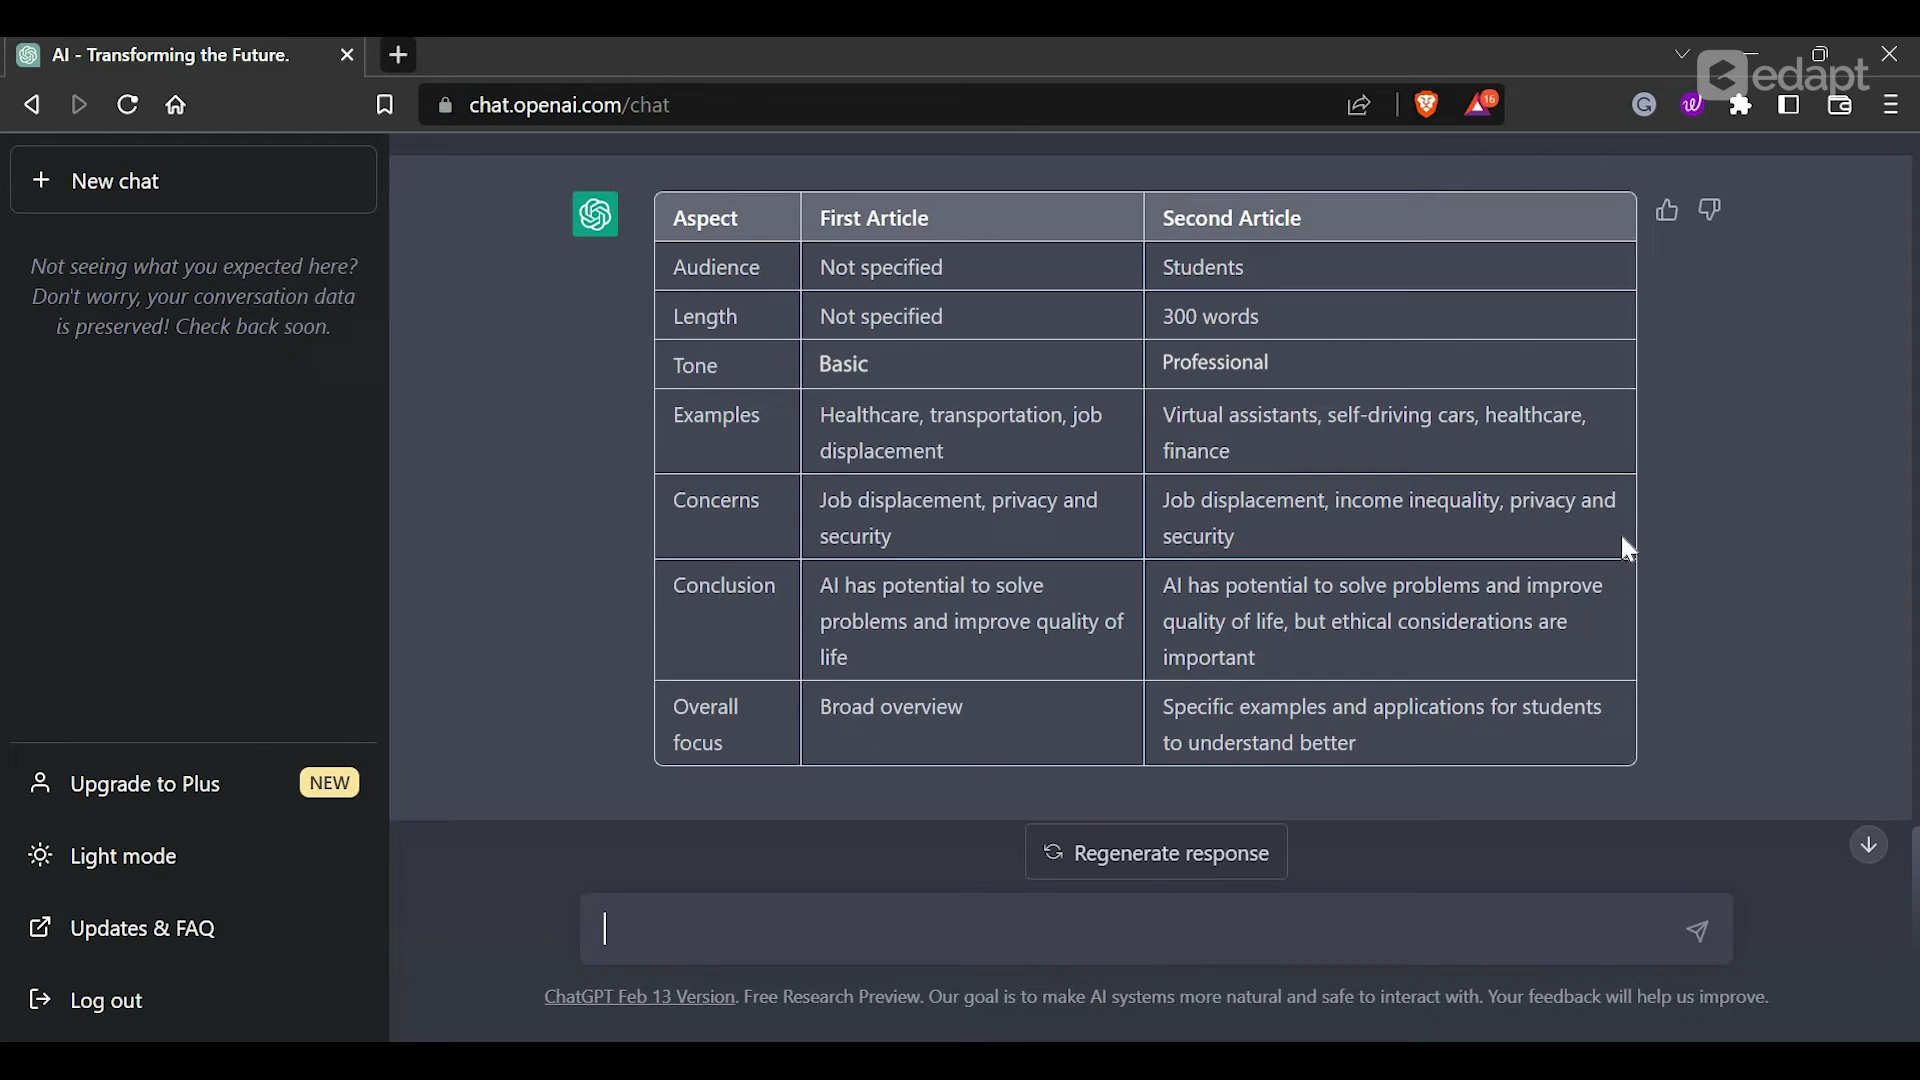 AI - Transforming the Future.
edapt
chat.openai.com/chat
16
New chat
Not seeing what you expected here?
Don't worry, your conversation data
is preserved! Check back soon.
Upgrade to Plus NEW
Light mode
Updates & FAQ
Log out
Aspect First Article Second Article
Audience Not specified Students
Length Not specified 300 words
Tone Basic Professional
Examples Healthcare, transportation, job Virtual assistants, self-driving cars, healthcare,
displacement finance
Concerns Job displacement, privacy and Job displacement, income inequality, privacy and
security security
Conclusion AI has potential to solve AI has potential to solve problems and improve
problems and improve quality of quality of life, but ethical considerations are
life important
Overall Broad overview Specific examples and applications for students
focus to understand better
Regenerate response
ChatGPT Feb 13 Version. Free Research Preview. Our goal is to make AI systems more natural and safe to interact with. Your feedback will help us improve.